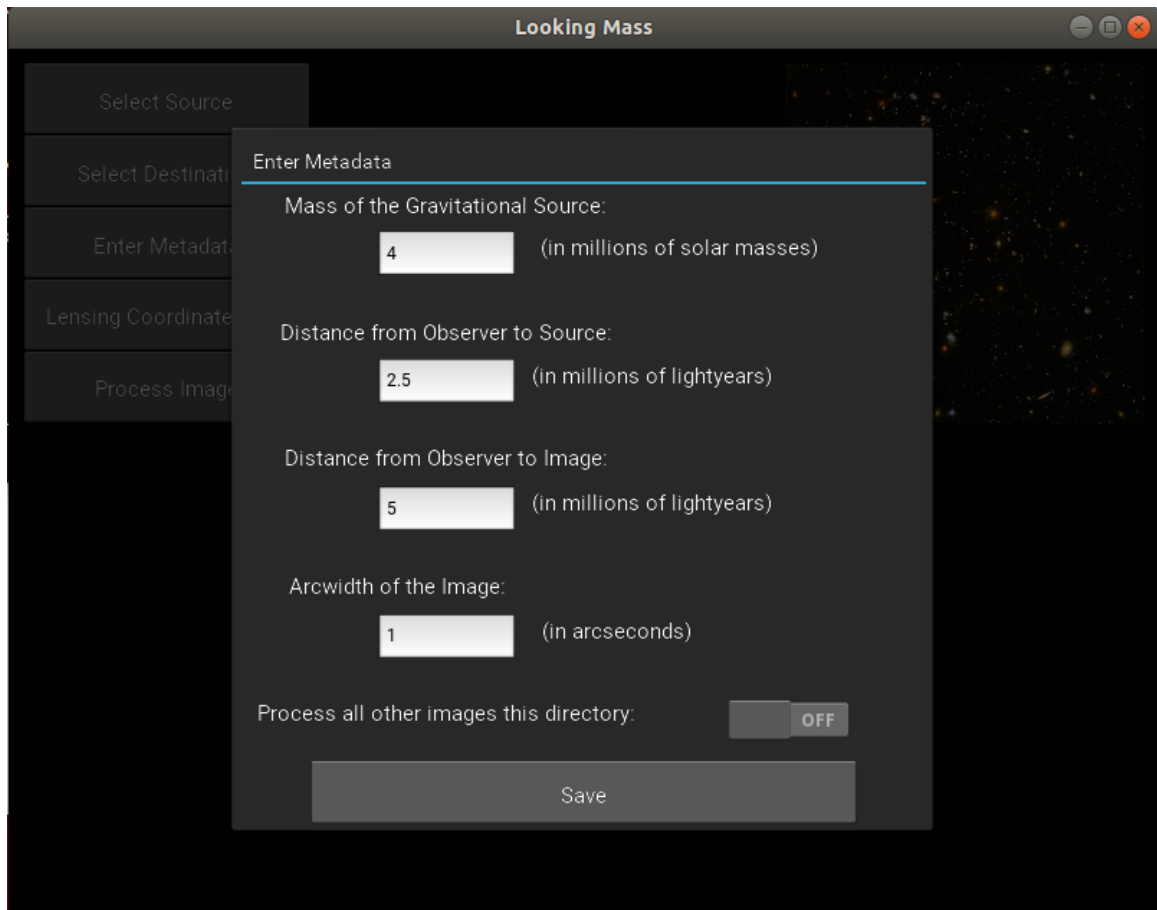 Looking Mass
Select Source
Select Destinati
Enter Metadata
Lensing Coordinate
Process Image
Enter Metadata
Mass of the Gravitational Source:
4 (in millions of solar masses)
Distance from Observer to Source:
2.5 (in millions of lightyears)
Distance from Observer to Image:
5 (in millions of lightyears)
Arcwidth of the Image:
1 (in arcseconds)
Process all other images this directory: OFF
Save